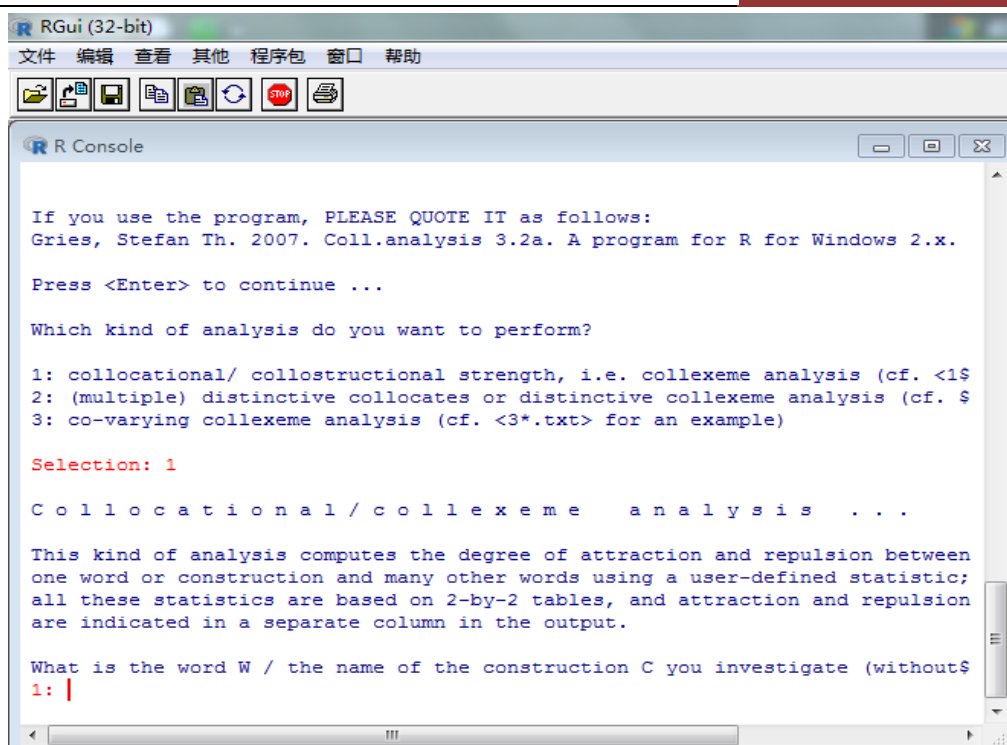 RGui (32-bit)
文件 编辑 查看 其他 程序包 窗口 帮助
STOP
R Console
If you use the program, PLEASE QUOTE IT as follows:
Gries, Stefan Th. 2007. Coll.analysis 3.2a. A program for R for Windows 2.x.
Press <Enter> to continue ...
Which kind of analysis do you want to perform?
1: collocational/ collostructional strength, i.e. collexeme analysis (cf. <1$
2: (multiple) distinctive collocates or distinctive collexeme analysis (cf. $
3: co-varying collexeme analysis (cf. <3*.txt> for an example)
Selection: 1
C o l l o c a t i o n a l / c o l l e x e m e   a n a l y s i s   . . .
This kind of analysis computes the degree of attraction and repulsion between
one word or construction and many other words using a user-defined statistic;
all these statistics are based on 2-by-2 tables, and attraction and repulsion
are indicated in a separate column in the output.
What is the word W / the name of the construction C you investigate (without$
1: